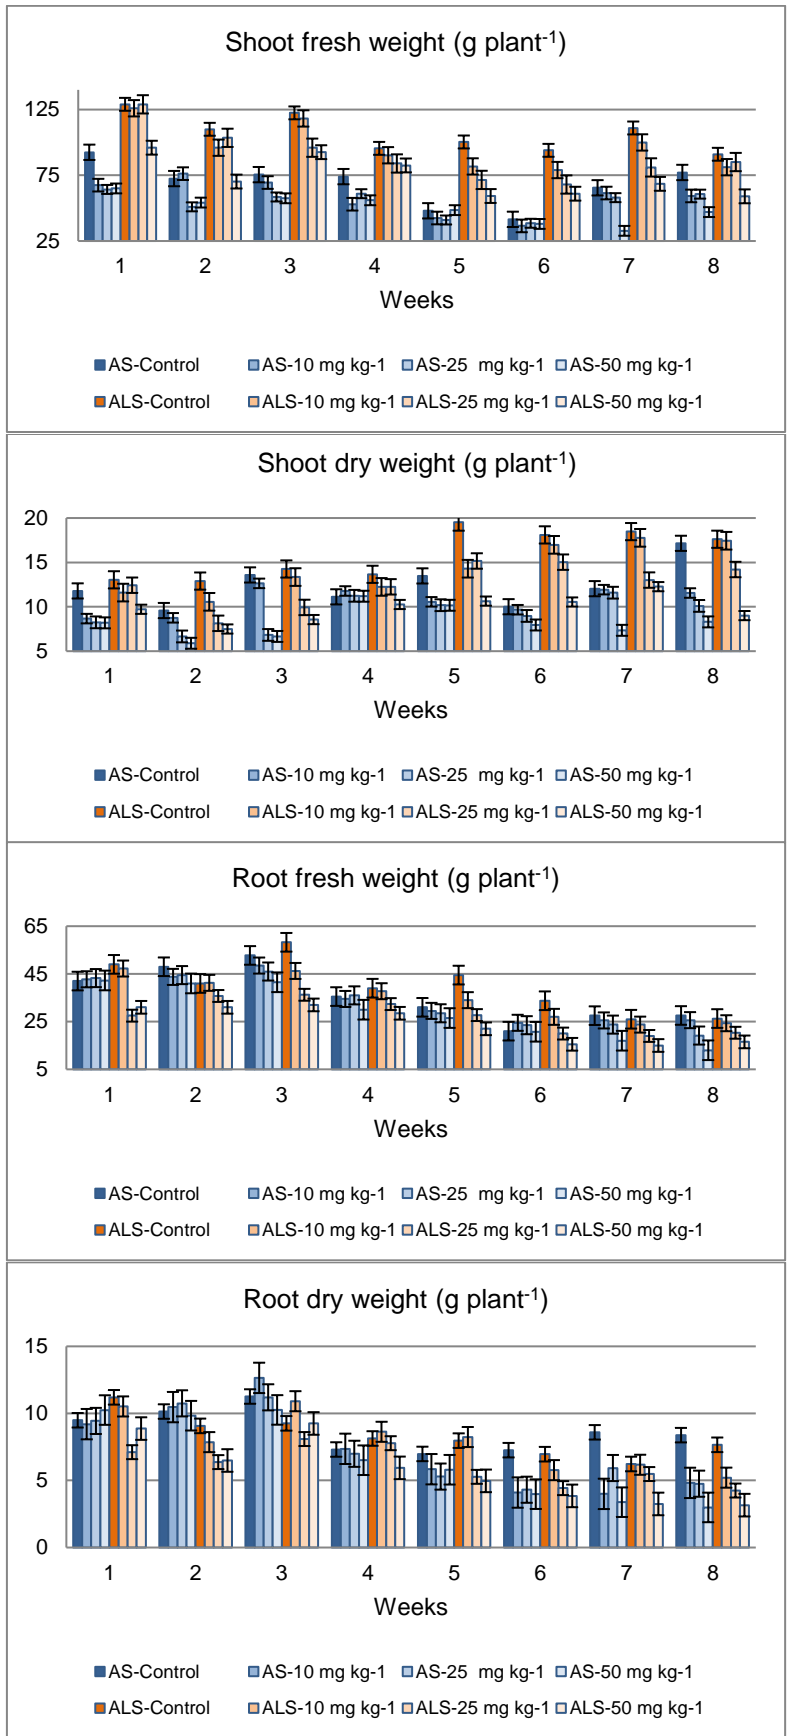 Shoot fresh weight (g plant⁻¹)
125
75
25
1 2 3 4 5 6 7 8
Weeks
AS-Control AS-10 mg kg-1 AS-25 mg kg-1 AS-50 mg kg-1
ALS-Control ALS-10 mg kg-1 ALS-25 mg kg-1 ALS-50 mg kg-1
Shoot dry weight (g plant⁻¹)
20
15
10
5
1 2 3 4 5 6 7 8
Weeks
AS-Control AS-10 mg kg-1 AS-25 mg kg-1 AS-50 mg kg-1
ALS-Control ALS-10 mg kg-1 ALS-25 mg kg-1 ALS-50 mg kg-1
Root fresh weight (g plant⁻¹)
65
45
25
5
1 2 3 4 5 6 7 8
Weeks
AS-Control AS-10 mg kg-1 AS-25 mg kg-1 AS-50 mg kg-1
ALS-Control ALS-10 mg kg-1 ALS-25 mg kg-1 ALS-50 mg kg-1
Root dry weight (g plant⁻¹)
15
10
5
0
1 2 3 4 5 6 7 8
Weeks
AS-Control AS-10 mg kg-1 AS-25 mg kg-1 AS-50 mg kg-1
ALS-Control ALS-10 mg kg-1 ALS-25 mg kg-1 ALS-50 mg kg-1